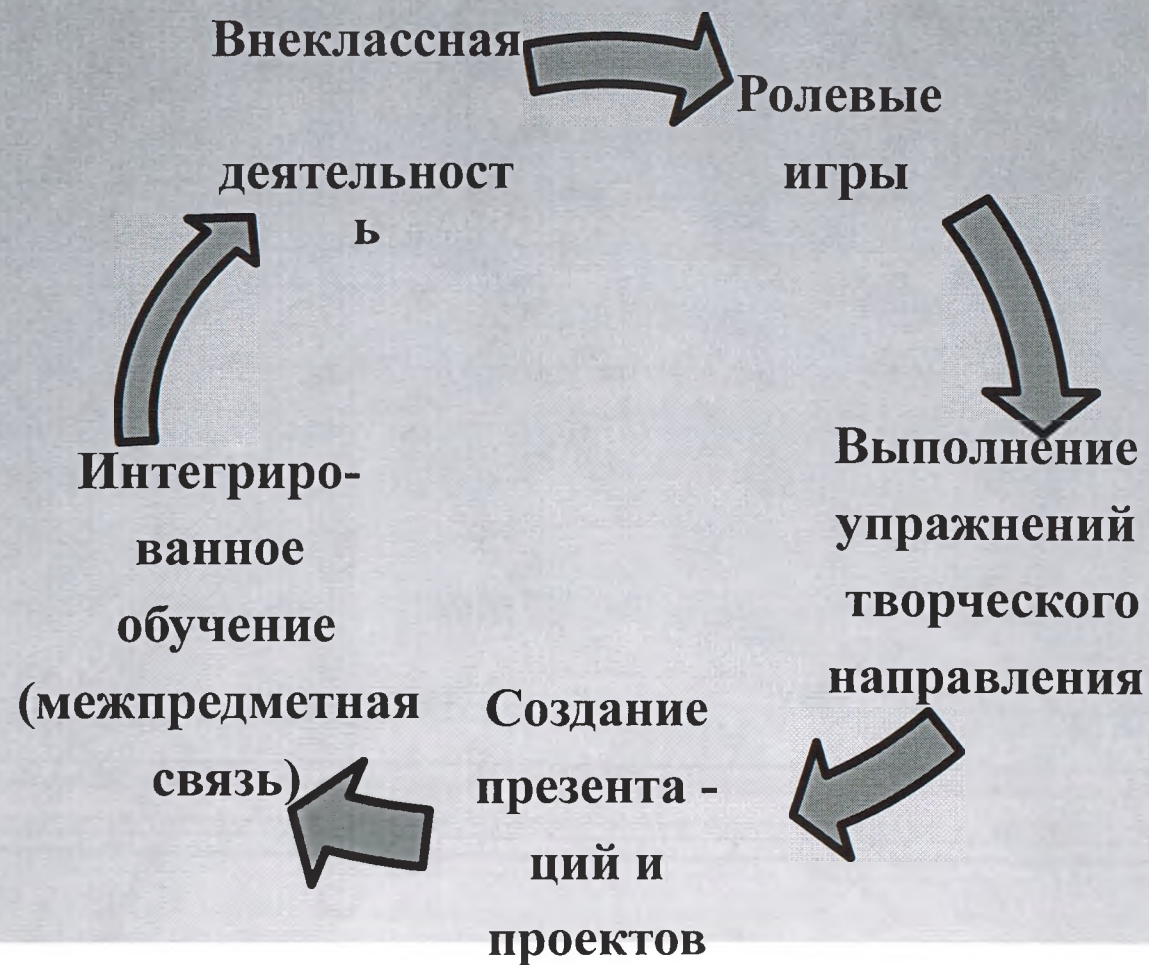 Внеклассная
деятельност
ь
Ролевые
игры
Выполнение
упражнений
творческого
направления
Создание
презента -
ций и
проектов
Интегриро-
ванное
обучение
(межпредметная
связь)